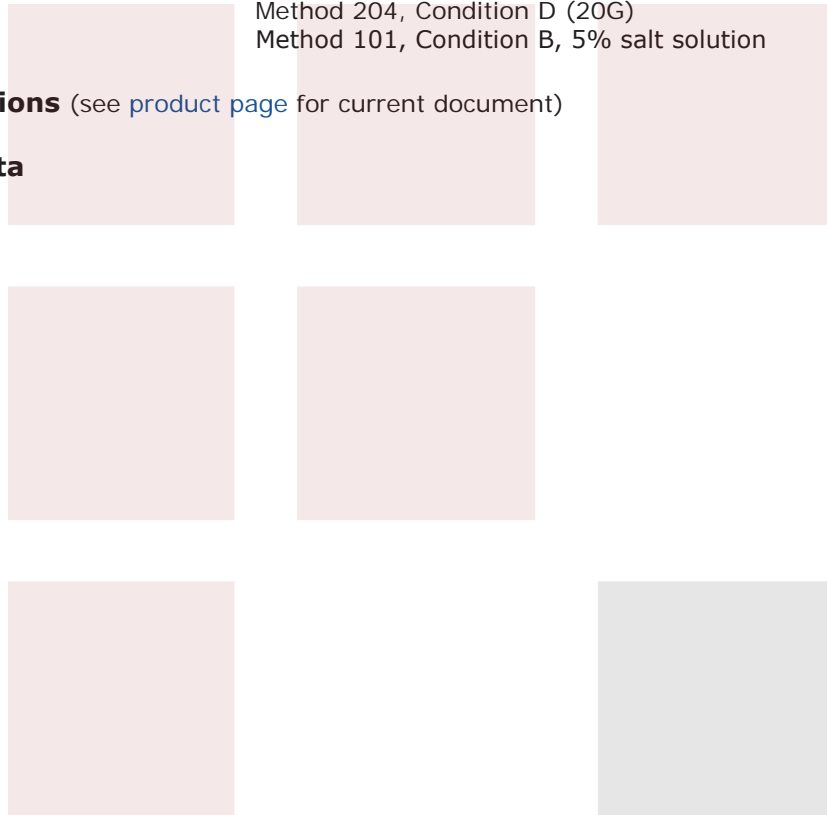 Method 204, Condition D (20G)
Method 101, Condition B, 5% salt solution
ions (see product page for current document)
ta